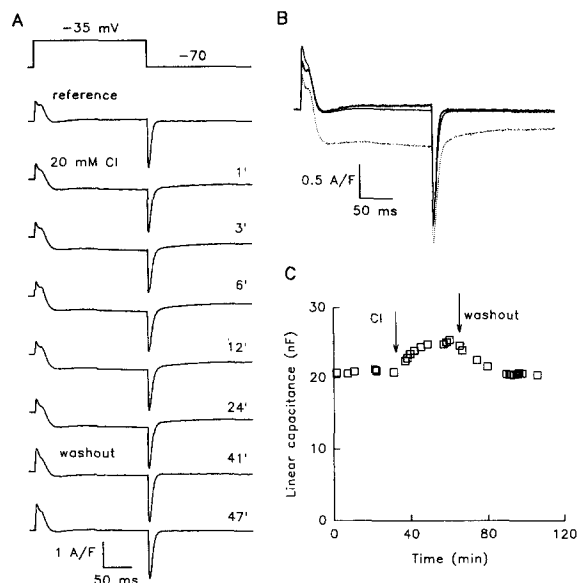 A
−35 mV
−70
reference
20 mM Cl
1'
3'
6'
12'
24'
washout
41'
47'
1 A/F
50 ms
B
0.5 A/F
50 ms
C
Linear capacitance (nF)
30
20
10
0
Cl
washout
0
40
80
120
Time (min)